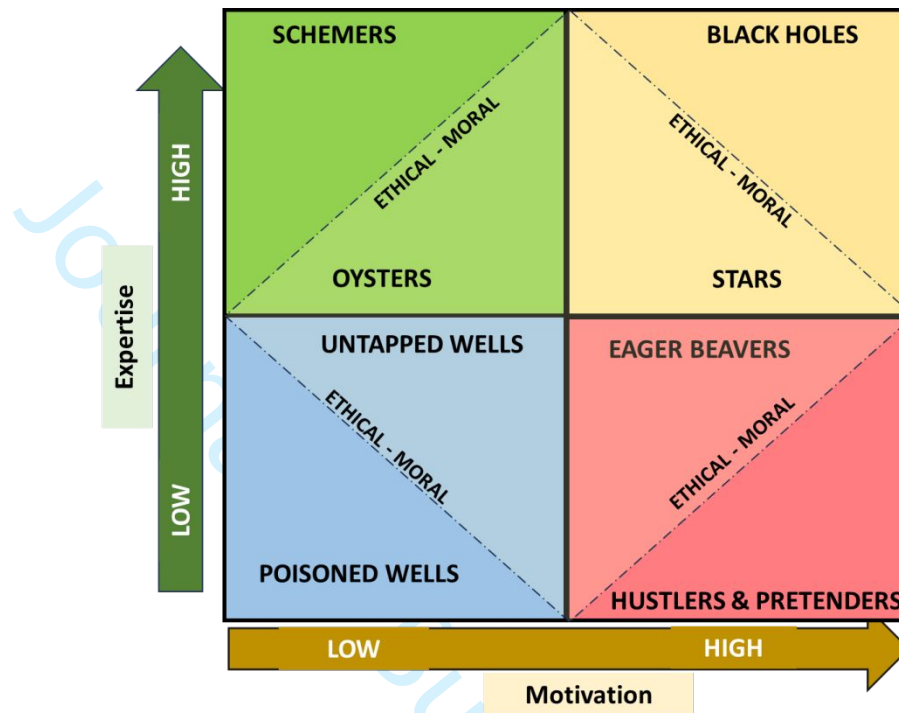 SCHEMERS
BLACK HOLES
ETHICAL - MORAL
ETHICAL - MORAL
HIGH
OYSTERS
STARS
Expertise
UNTAPPED WELLS
EAGER BEAVERS
ETHICAL - MORAL
ETHICAL - MORAL
LOW
POISONED WELLS
HUSTLERS & PRETENDERS
LOW
HIGH
Motivation